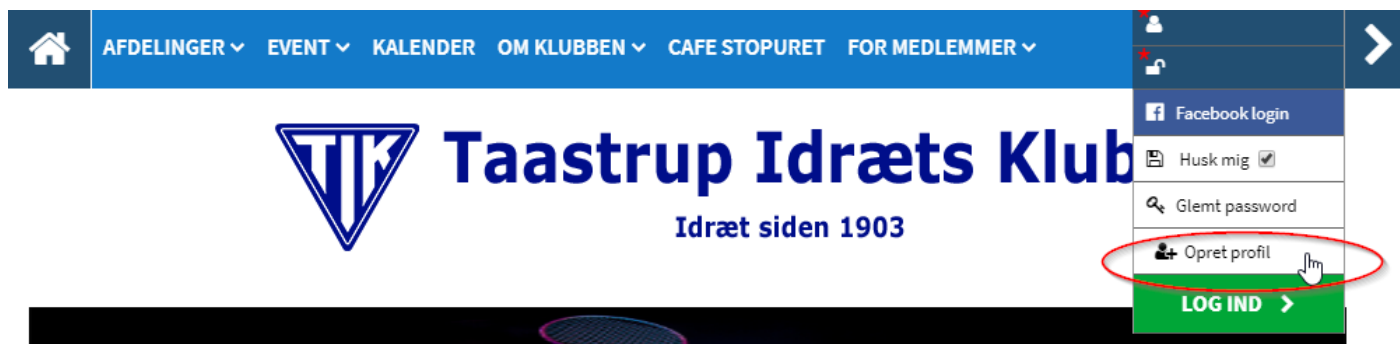 AFDELINGER EVENT KALENDER OM KLUBBEN CAFE STOPURET FOR MEDLEMMER
Facebook login
Husk mig
Glemt password
Opret profil
LOG IND
TIK Taastrup Idræts Klub
Idræt siden 1903